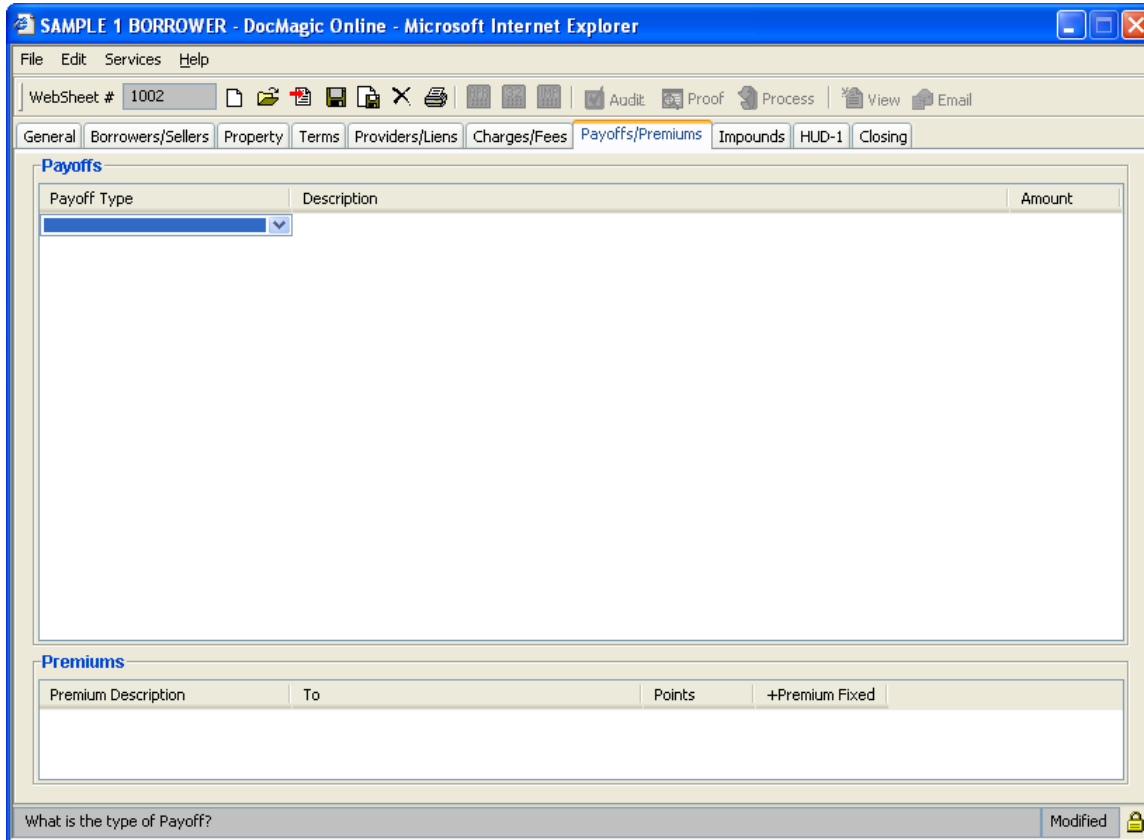 SAMPLE 1 BORROWER - DocMagic Online - Microsoft Internet Explorer
File Edit Services Help
WebSheet # 1002 Audit Proof Process View Email
General Borrowers/Sellers Property Terms Providers/Liens Charges/Fees Payoffs/Premiums Impounds HUD-1 Closing
Payoffs
Payoff Type Description Amount
Premiums
Premium Description To Points +Premium Fixed
What is the type of Payoff? Modified